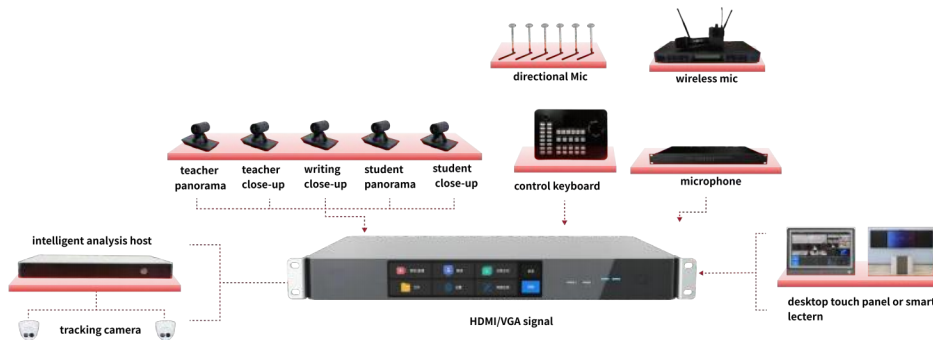 directional Mic
wireless mic
teacher panorama
teacher close-up
writing close-up
student panorama
student close-up
control keyboard
microphone
intelligent analysis host
tracking camera
HDMI/VGA signal
desktop touch panel or smart
lectern